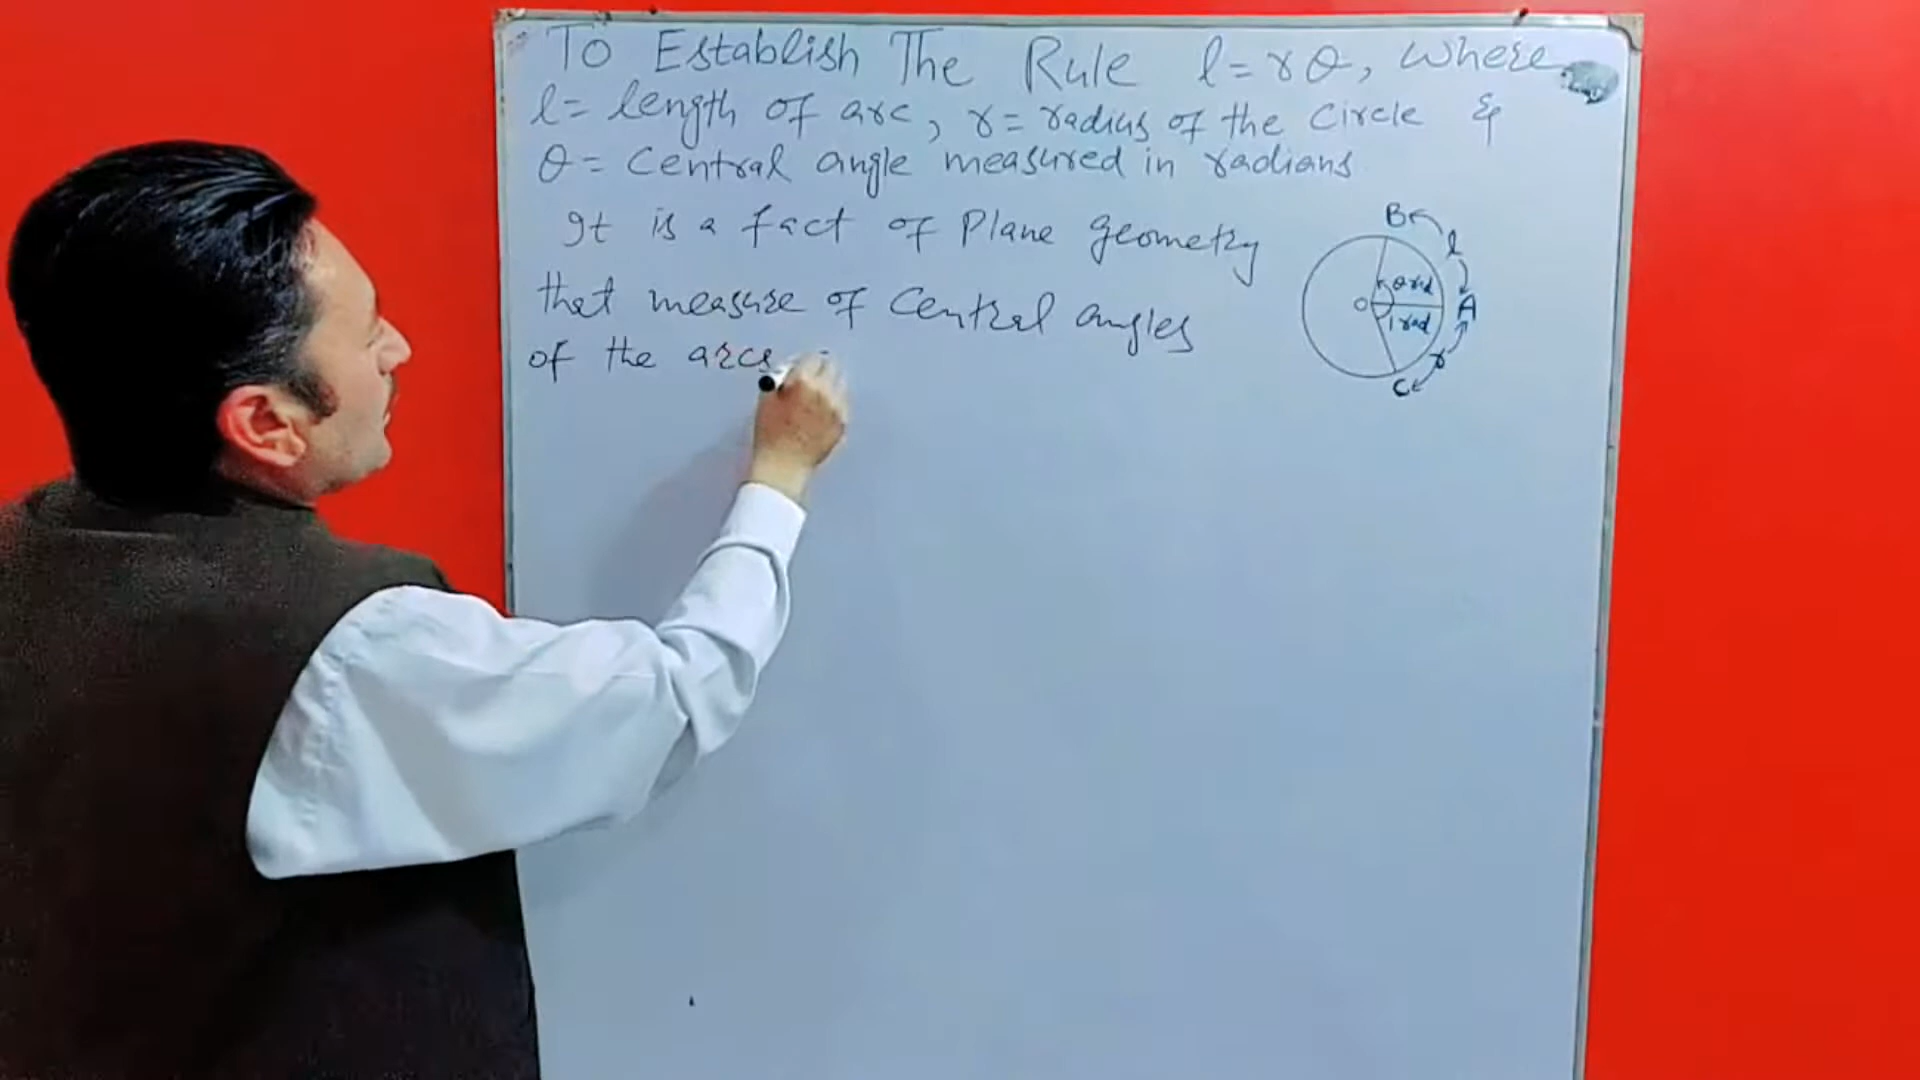 To Establish The Rule l=rθ, where
l= length of arc, r= radius of the circle &
θ= Central angle measured in radians
It is a fact of Plane geometry
that measure of Central angles
of the arcs
B
l
θ rad
O
A
1 rad
r
C